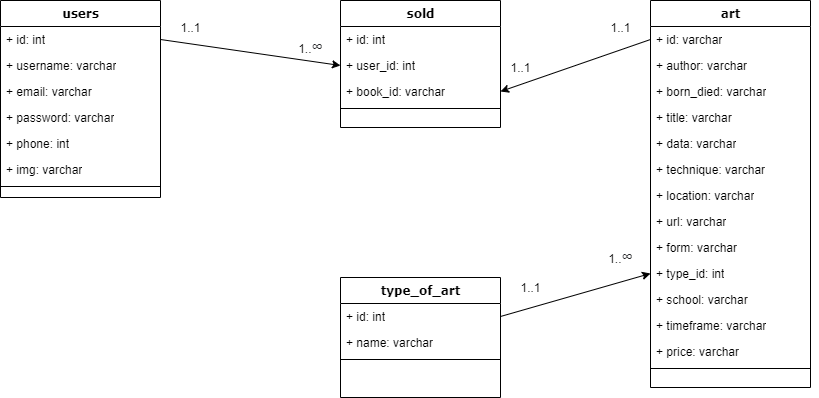 users
+ id: int
+ username: varchar
+ email: varchar
+ password: varchar
+ phone: int
+ img: varchar
1..1
1..∞
sold
+ id: int
+ user_id: int
+ book_id: varchar
1..1
1..1
art
+ id: varchar
+ author: varchar
+ born_died: varchar
+ title: varchar
+ data: varchar
+ technique: varchar
+ location: varchar
+ url: varchar
+ form: varchar
+ type_id: int
+ school: varchar
+ timeframe: varchar
+ price: varchar
type_of_art
+ id: int
+ name: varchar
1..1
1..∞